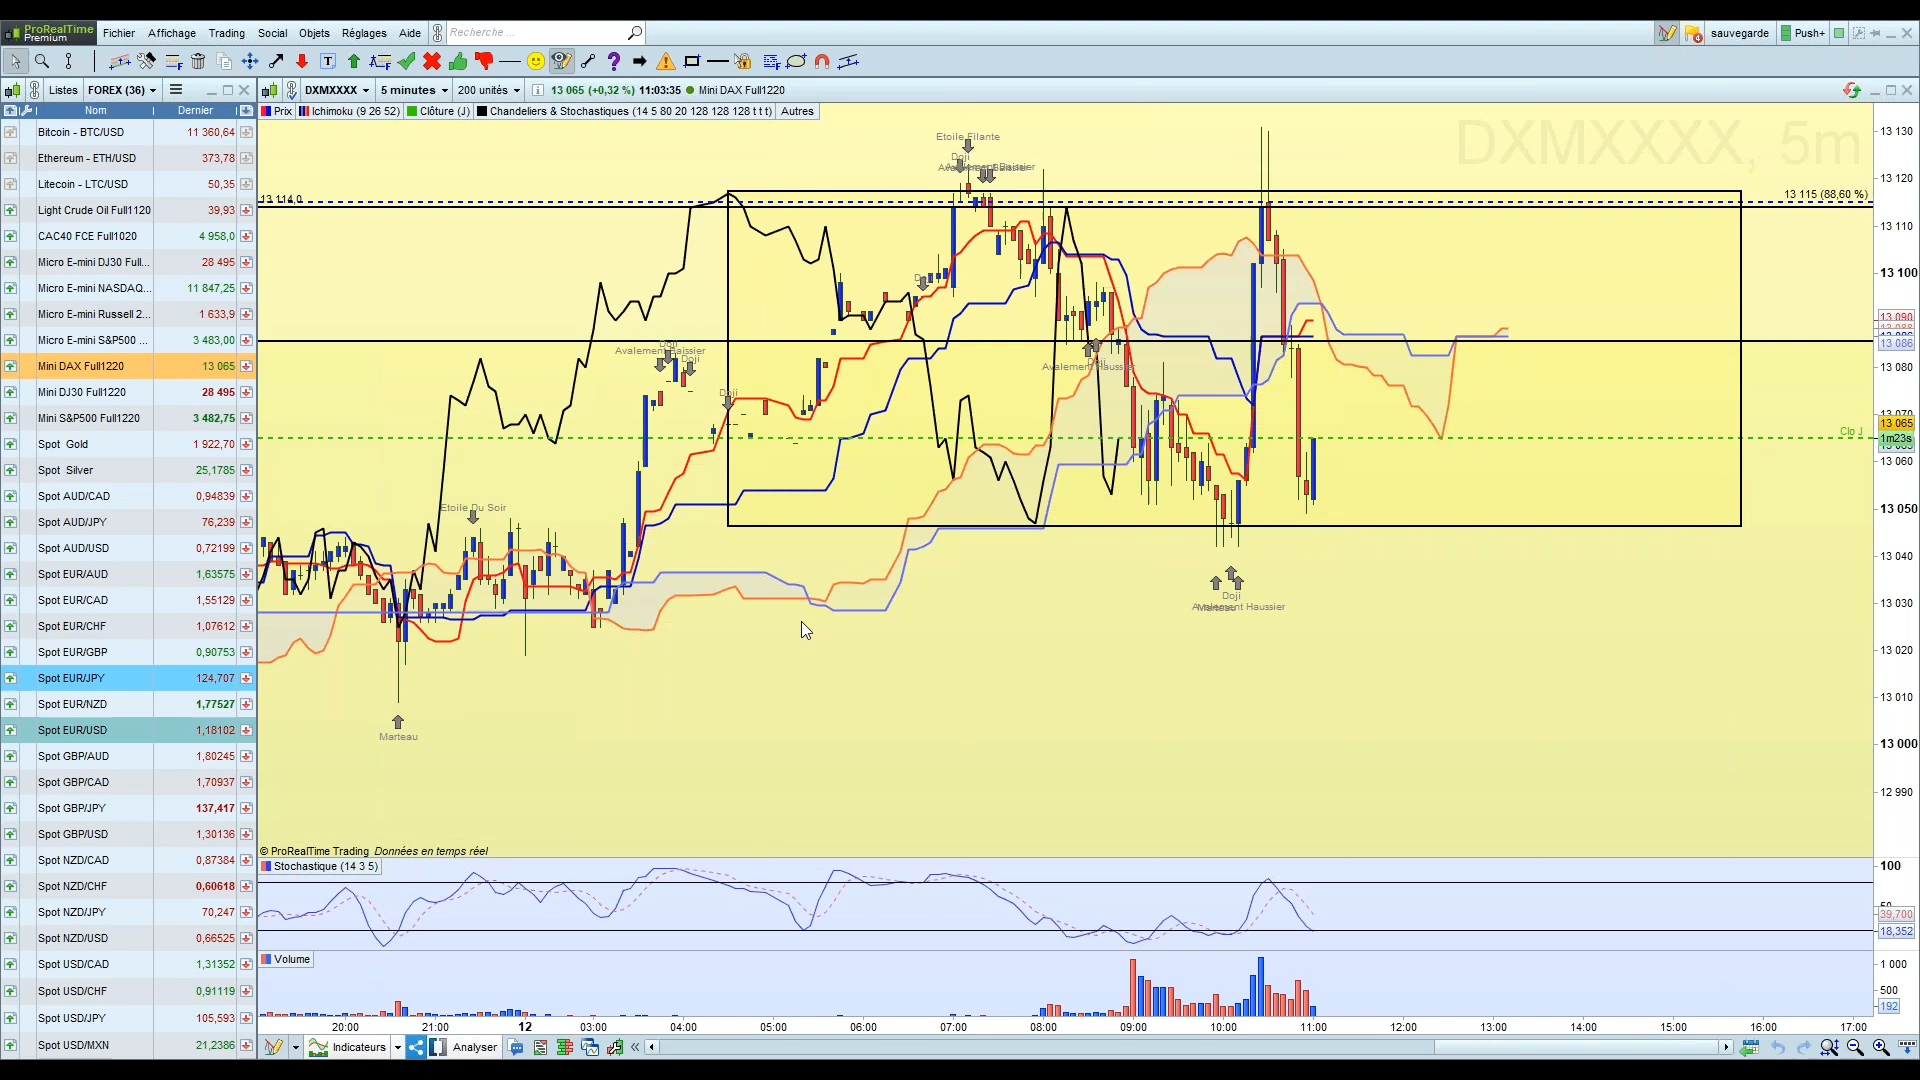 ProRealTime
Premium
Fichier Affichage Trading Social Objets Réglages Aide Recherche ... sauvegarde Push+
Listes FOREX (36) DXMXXXX 5 minutes 200 unités 13 065 (+0,32 %) 11:03:35 Mini DAX Full1220
Nom Dernier
Prix Ichimoku (9 26 52) Clôture (J) Chandeliers & Stochastiques (14 5 80 20 128 128 128 t t t) Autres
Bitcoin - BTC/USD 11 360,64
Ethereum - ETH/USD 373,78
Litecoin - LTC/USD 50,35
Light Crude Oil Full1120 39,93
CAC40 FCE Full1020 4 958,0
Micro E-mini DJ30 Full... 28 495
Micro E-mini NASDAQ... 11 847,25
Micro E-mini Russell 2... 1 633,9
Micro E-mini S&P500 ... 3 483,00
Mini DAX Full1220 13 065
Mini DJ30 Full1220 28 495
Mini S&P500 Full1220 3 482,75
Spot Gold 1 922,70
Spot Silver 25,1785
Spot AUD/CAD 0,94839
Spot AUD/JPY 76,239
Spot AUD/USD 0,72199
Spot EUR/AUD 1,63575
Spot EUR/CAD 1,55129
Spot EUR/CHF 1,07612
Spot EUR/GBP 0,90753
Spot EUR/JPY 124,707
Spot EUR/NZD 1,77527
Spot EUR/USD 1,18102
Spot GBP/AUD 1,80245
Spot GBP/CAD 1,70937
Spot GBP/JPY 137,417
Spot GBP/USD 1,30136
Spot NZD/CAD 0,87384
Spot NZD/CHF 0,60618
Spot NZD/JPY 70,247
Spot NZD/USD 0,66525
Spot USD/CAD 1,31352
Spot USD/CHF 0,91119
Spot USD/JPY 105,593
Spot USD/MXN 21,2386
DXMXXXX, 5m
Etoile Filante
Doji
Avalement Baissier
13 114,0
13 115 (88,60 %)
Doji
Avalement Baissier
Doji
Doji
Avalement Haussier
Etoile Du Soir
Clo J
Doji
Avalement Haussier
Marteau
13 130
13 120
13 110
13 100
13 090
13 086
13 080
13 070
13 065
1m23s
13 060
13 050
13 040
13 030
13 020
13 010
13 000
12 990
© ProRealTime Trading Données en temps réel
Stochastique (14 3 5)
100
50
39,700
18,352
Volume
1 000
500
192
20:00 21:00 12 03:00 04:00 05:00 06:00 07:00 08:00 09:00 10:00 11:00 12:00 13:00 14:00 15:00 16:00 17:00
Indicateurs Analyser